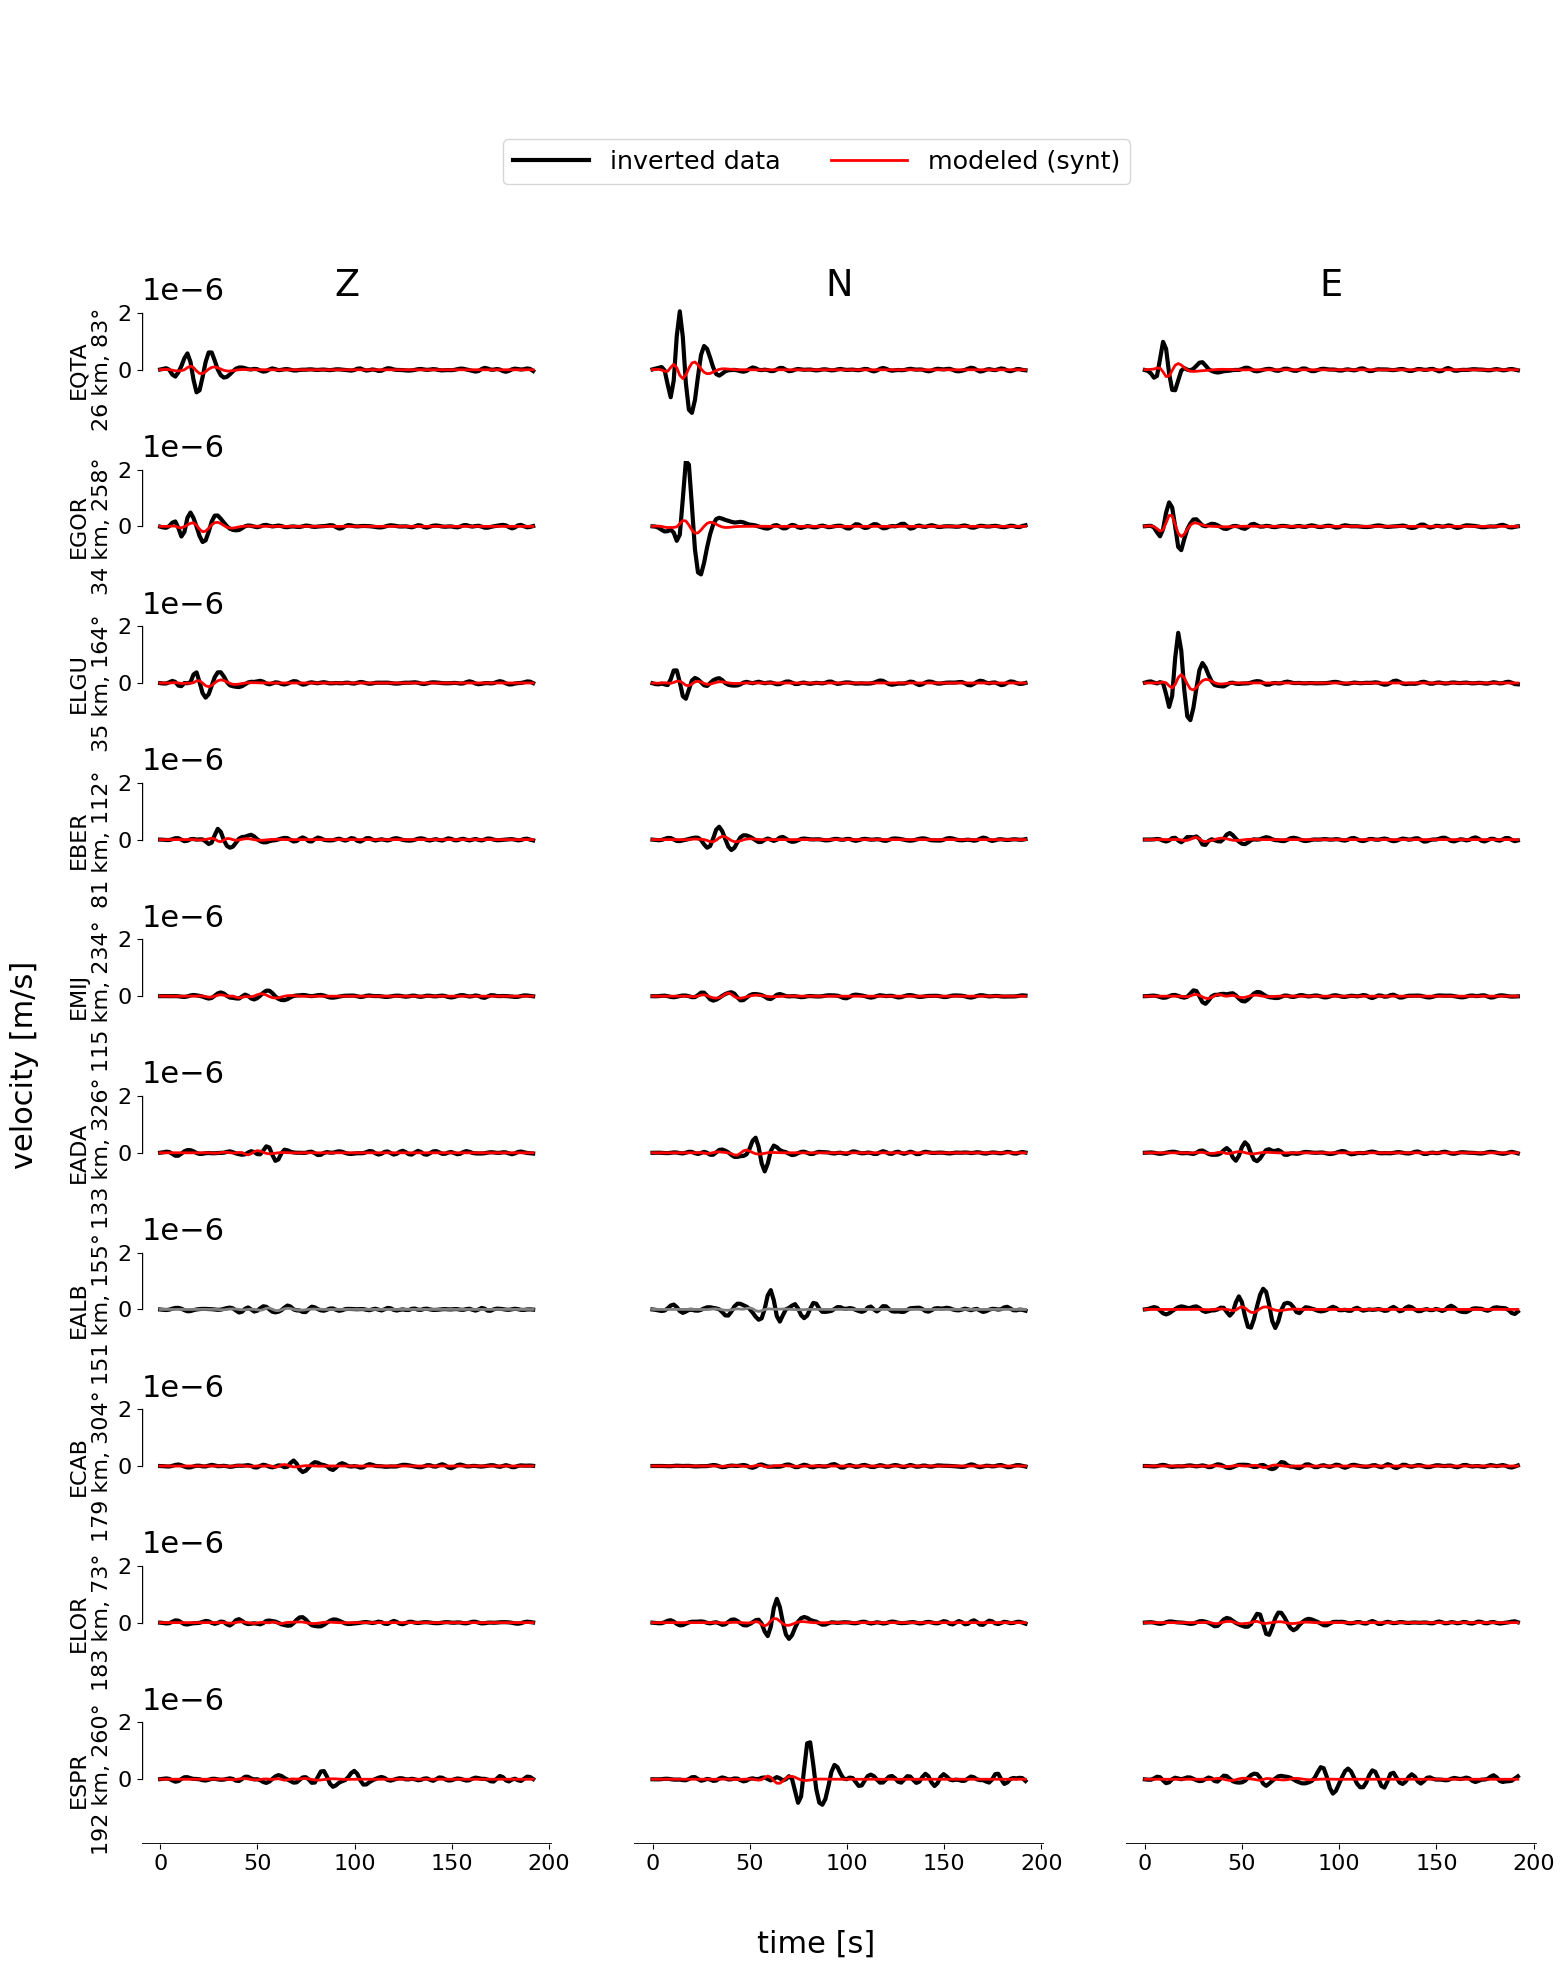 inverted data
modeled (synt)
Z
N
E
1e−6
2
0
EQTA
26 km, 83°
1e−6
2
0
EGOR
34 km, 258°
1e−6
2
0
ELGU
35 km, 164°
1e−6
2
0
EBER
81 km, 112°
1e−6
2
0
EMIJ
115 km, 234°
1e−6
2
0
EADA
133 km, 326°
1e−6
2
0
EALB
151 km, 155°
1e−6
2
0
ECAB
179 km, 304°
1e−6
2
0
ELOR
183 km, 73°
1e−6
2
0
ESPR
192 km, 260°
velocity [m/s]
0 50 100 150 200
0 50 100 150 200
0 50 100 150 200
time [s]